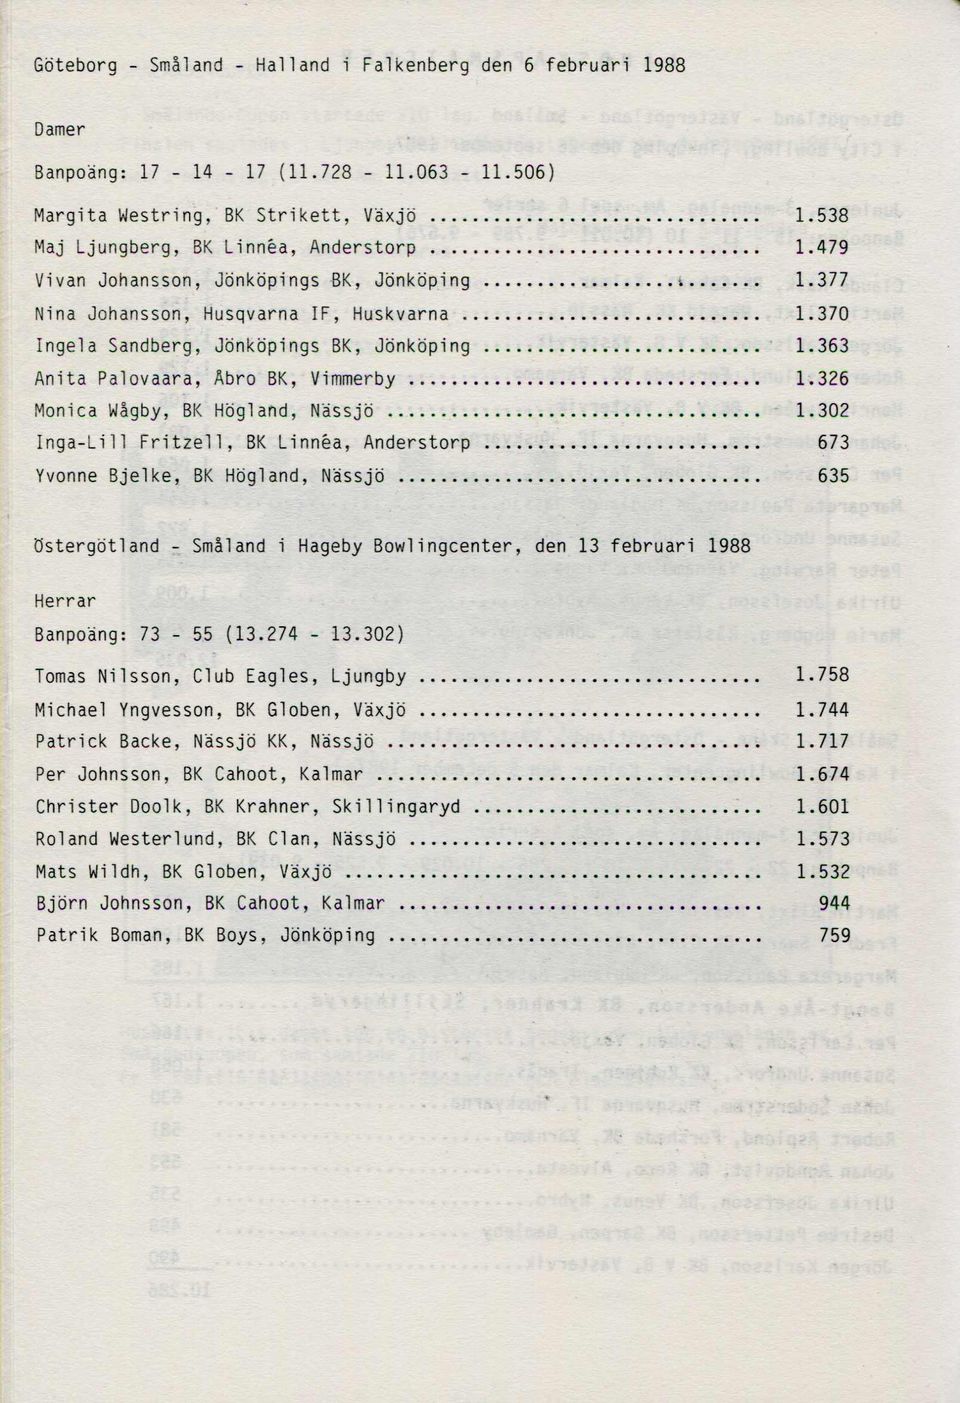 Göteborg - Småland - Halland i Falkenberg den 6 februari 1988
Damer
Banpoäng: 17 - 14 - 17 (11.728 - 11.063 - 11.506)
Margita Westring, BK Strikett, Växjö ............................... 1.538
Maj Ljungberg, BK Linnéa, Anderstorp ............................... 1.479
Vivan Johansson, Jönköpings BK, Jönköping .......................... 1.377
Nina Johansson, Husqvarna IF, Huskvarna ............................ 1.370
Ingela Sandberg, Jönköpings BK, Jönköping .......................... 1.363
Anita Palovaara, Åbro BK, Vimmerby ................................. 1.326
Monica Wågby, BK Högland, Nässjö ................................... 1.302
Inga-Lill Fritzell, BK Linnéa, Anderstorp .......................... 673
Yvonne Bjelke, BK Högland, Nässjö .................................. 635
Östergötland - Småland i Hageby Bowlingcenter, den 13 februari 1988
Herrar
Banpoäng: 73 - 55 (13.274 - 13.302)
Tomas Nilsson, Club Eagles, Ljungby ................................ 1.758
Michael Yngvesson, BK Globen, Växjö ................................ 1.744
Patrick Backe, Nässjö KK, Nässjö ................................... 1.717
Per Johnsson, BK Cahoot, Kalmar .................................... 1.674
Christer Doolk, BK Krahner, Skillingaryd ........................... 1.601
Roland Westerlund, BK Clan, Nässjö ................................. 1.573
Mats Wildh, BK Globen, Växjö ....................................... 1.532
Björn Johnsson, BK Cahoot, Kalmar .................................. 944
Patrik Boman, BK Boys, Jönköping ................................... 759